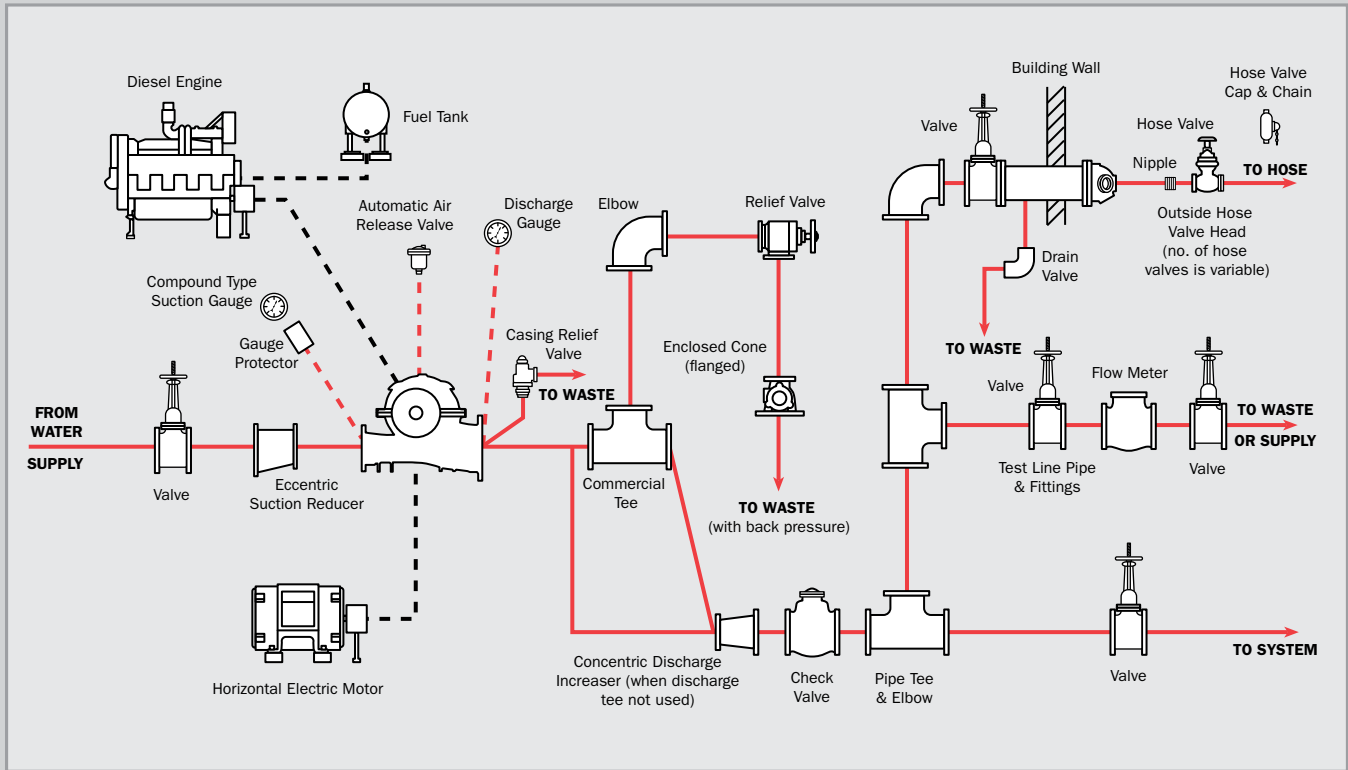 Diesel Engine
Fuel Tank
Building Wall
Hose Valve
Cap & Chain
Valve
Hose Valve
Nipple
TO HOSE
Automatic Air
Release Valve
Discharge
Gauge
Elbow
Relief Valve
Outside Hose
Valve Head
(no. of hose
valves is variable)
Drain
Valve
Compound Type
Suction Gauge
Gauge
Protector
Casing Relief
Valve
TO WASTE
Enclosed Cone
(flanged)
TO WASTE
Valve
Flow Meter
FROM
WATER
SUPPLY
TO WASTE
OR SUPPLY
Valve
Eccentric
Suction Reducer
Commercial
Tee
Test Line Pipe
& Fittings
Valve
TO WASTE
(with back pressure)
Horizontal Electric Motor
Concentric Discharge
Increaser (when discharge
tee not used)
Check
Valve
Pipe Tee
& Elbow
Valve
TO SYSTEM